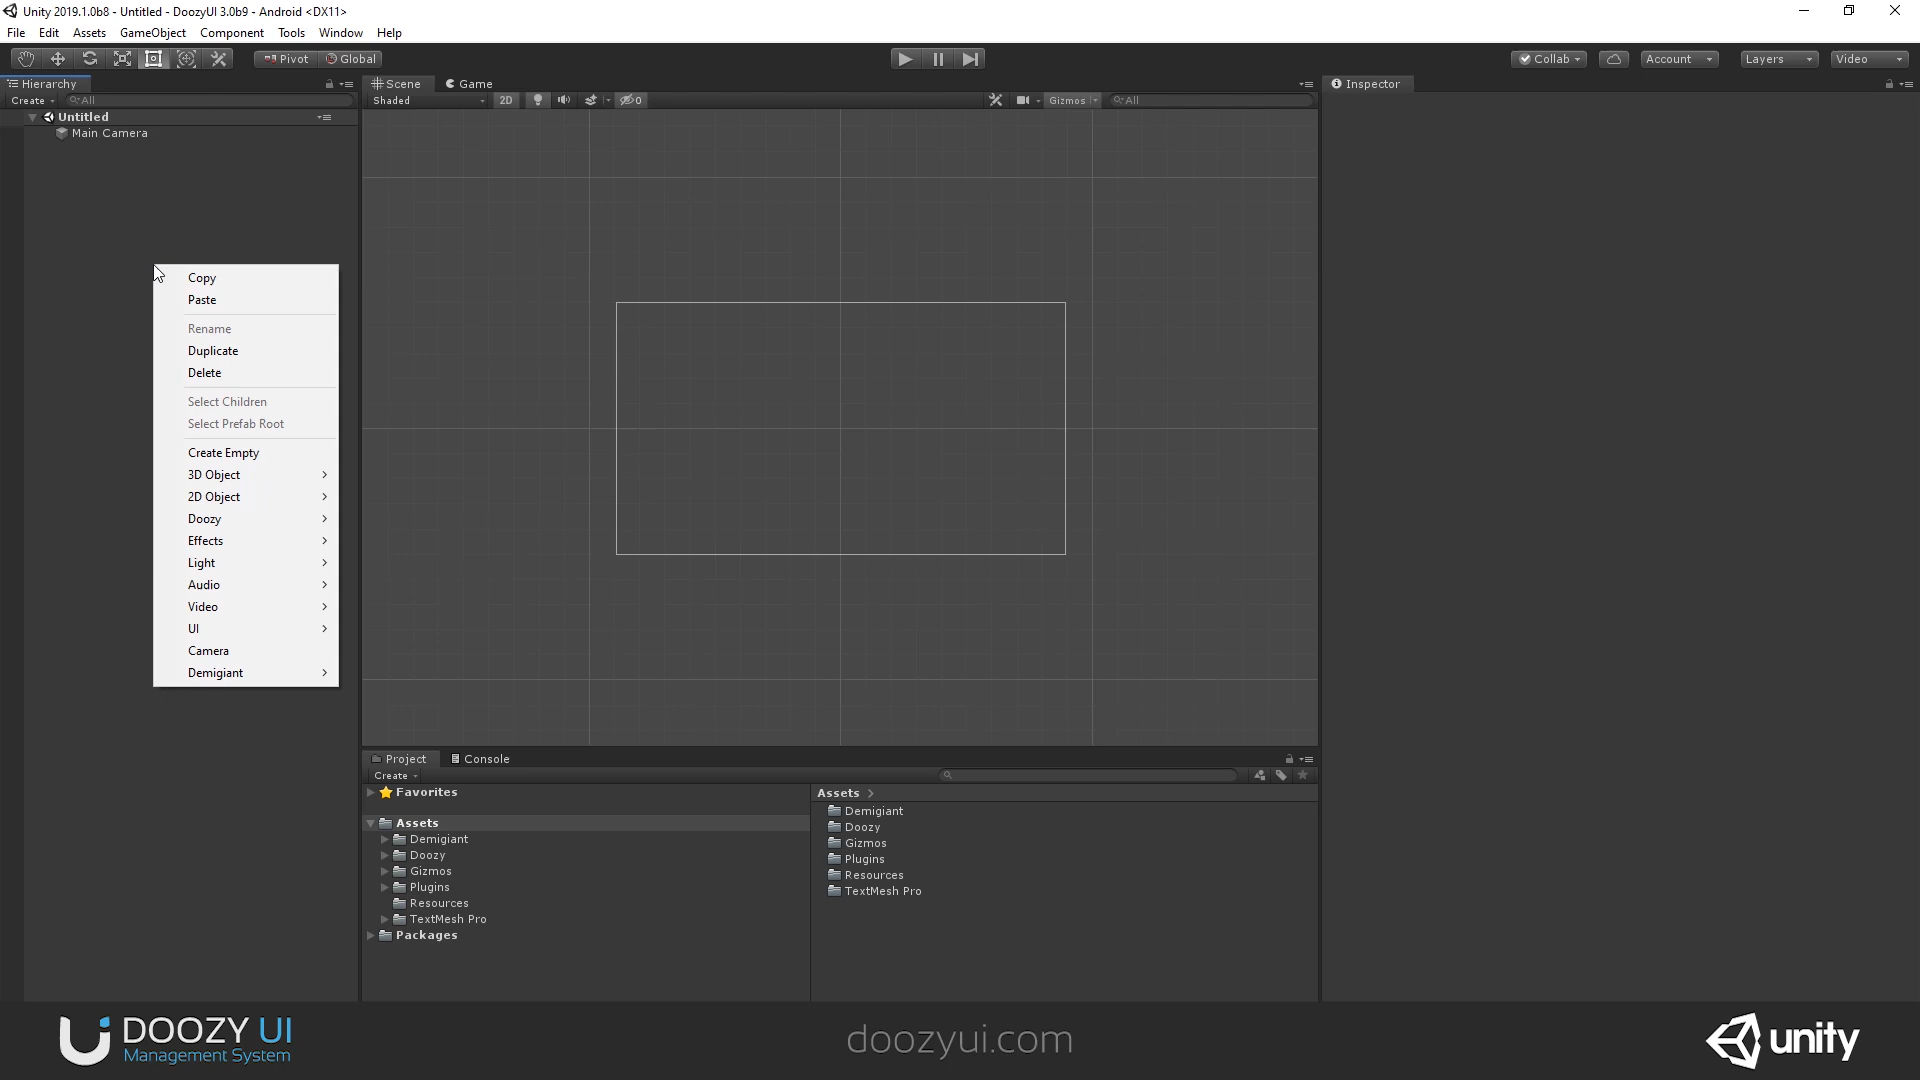 Unity 2019.1.0b8 - Untitled - DoozyUI 3.0b9 - Android <DX11>
File Edit Assets GameObject Component Tools Window Help
Pivot Global Collab Account Layers Video
Hierarchy
Create All
Untitled
Main Camera
Copy
Paste
Rename
Duplicate
Delete
Select Children
Select Prefab Root
Create Empty
3D Object
2D Object
Doozy
Effects
Light
Audio
Video
UI
Camera
Demigiant
Scene Game
Shaded 2D 0 Gizmos All
Inspector
Project Console
Create
Favorites
Assets
Demigiant
Doozy
Gizmos
Plugins
Resources
TextMesh Pro
Packages
Assets
Demigiant
Doozy
Gizmos
Plugins
Resources
TextMesh Pro
DOOZY UI
Management System
doozyui.com
unity